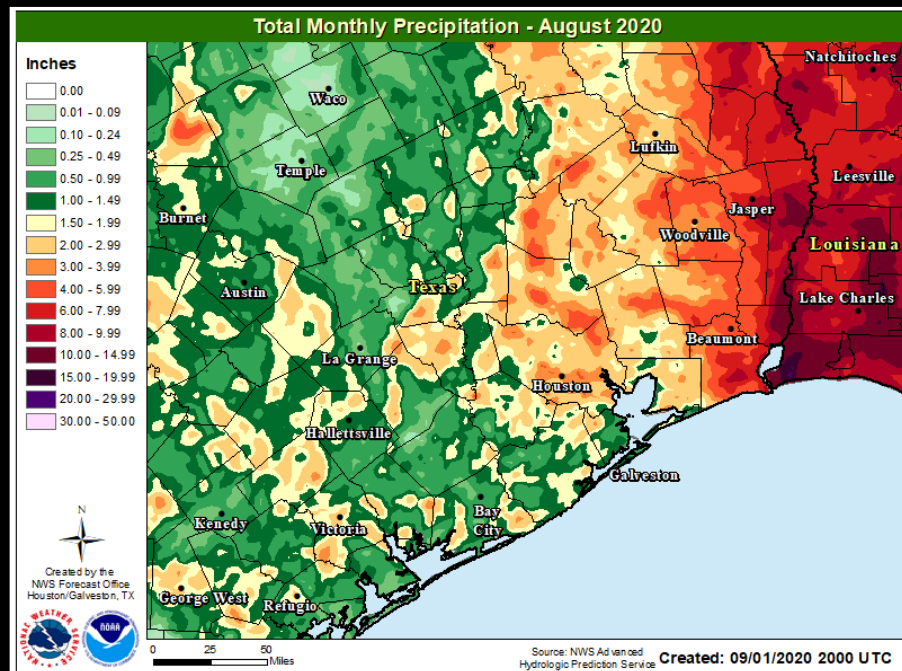 Total Monthly Precipitation - August 2020
Inches
0.00
0.01 - 0.09
0.10 - 0.24
0.25 - 0.49
0.50 - 0.99
1.00 - 1.49
1.50 - 1.99
2.00 - 2.99
3.00 - 3.99
4.00 - 5.99
6.00 - 7.99
8.00 - 9.99
10.00 - 14.99
15.00 - 19.99
20.00 - 29.99
30.00 - 50.00
N
Created by the
NWS Forecast Office
Houston/Galveston, TX
NOAA
Natchitoches
Waco
Lufkin
Temple
Leesville
Burnet
Jasper
Woodville
Louisiana
Austin
Texas
Lake Charles
Beaumont
La Grange
Houston
Hallettsville
Galveston
Bay
City
Kenedy
Victoria
George West
Refugio
0 25 50
Miles
Source: NWS Advanced
Hydrologic Prediction Service
Created: 09/01/2020 2000 UTC